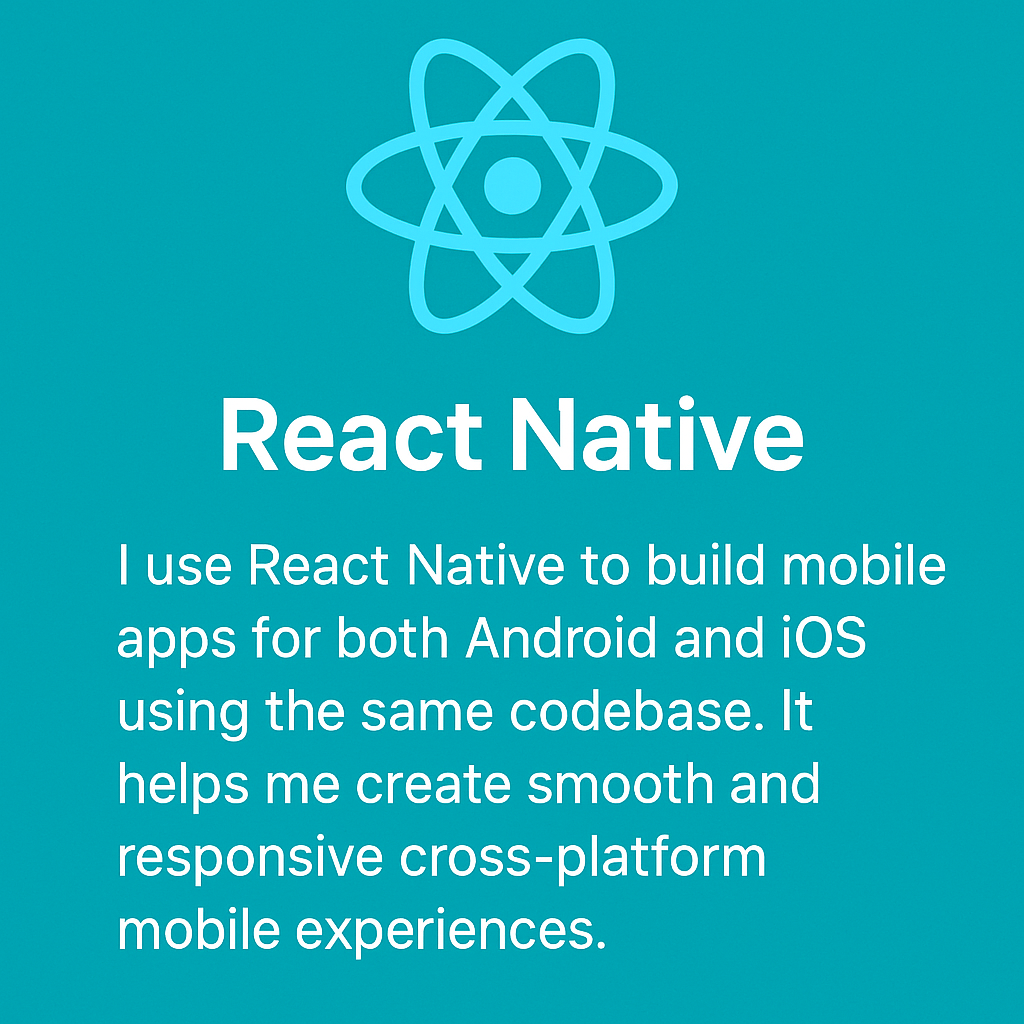 React Native
I use React Native to build mobile
apps for both Android and iOS
using the same codebase. It
helps me create smooth and
responsive cross-platform
mobile experiences.